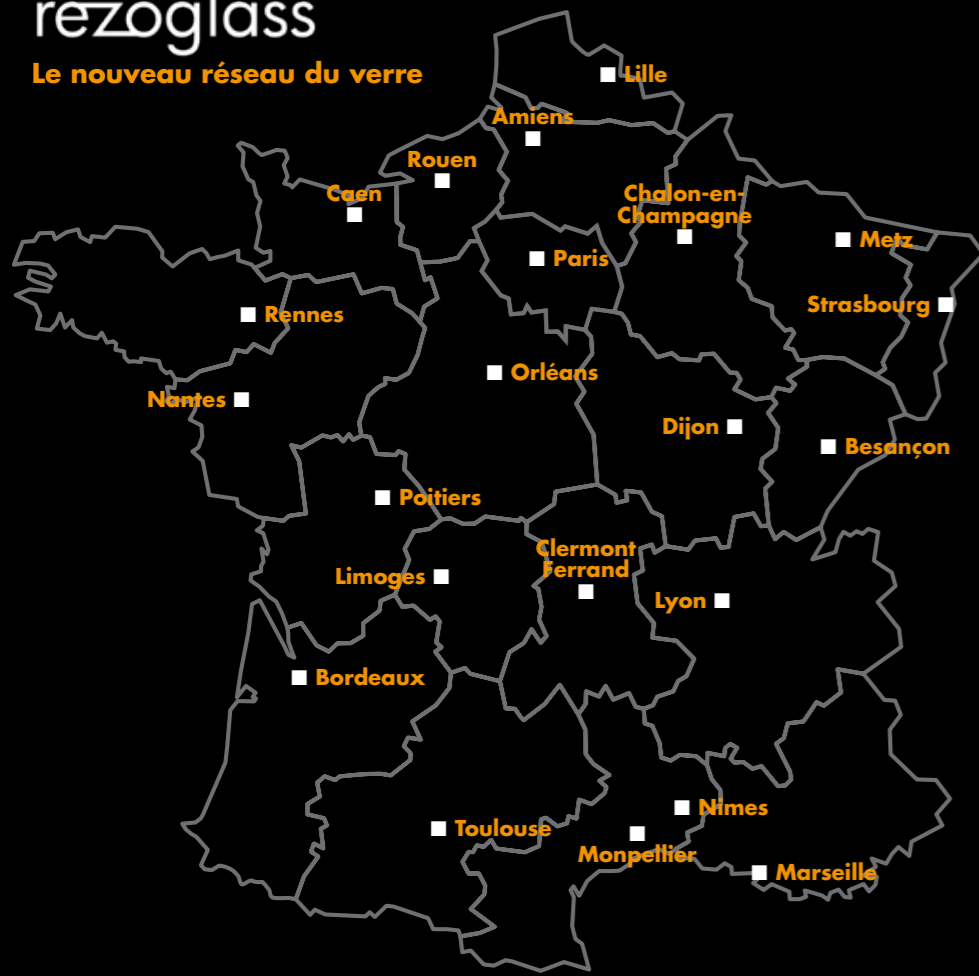 rezoglass
Le nouveau réseau du verre
Lille
Amiens
Rouen
Caen
Chalon-en-
Champagne
Paris
Metz
Strasbourg
Rennes
Orléans
Nantes
Dijon
Besançon
Poitiers
Clermont
Ferrand
Limoges
Lyon
Bordeaux
Nimes
Toulouse
Monpellier
Marseille